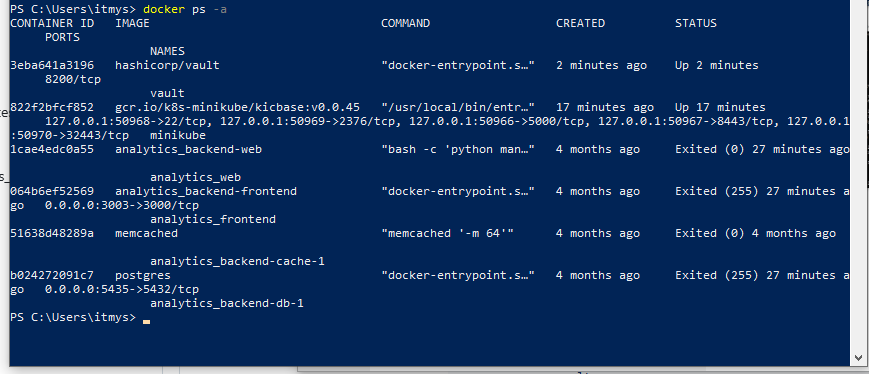 PS C:\Users\itmys> docker ps -a
CONTAINER ID   IMAGE                                 COMMAND                  CREATED          STATUS
     PORTS
                    NAMES
3eba641a3196   hashicorp/vault                       "docker-entrypoint.s…"   2 minutes ago    Up 2 minutes
     8200/tcp
                    vault
822f2bfcf852   gcr.io/k8s-minikube/kicbase:v0.0.45   "/usr/local/bin/entr…"   17 minutes ago   Up 17 minutes
     127.0.0.1:50968->22/tcp, 127.0.0.1:50969->2376/tcp, 127.0.0.1:50966->5000/tcp, 127.0.0.1:50967->8443/tcp, 127.0.0.1
:50970->32443/tcp   minikube
1cae4edc0a55   analytics_backend-web                 "bash -c 'python man…"   4 months ago     Exited (0) 27 minutes ago
                    analytics_web
064b6ef52569   analytics_backend-frontend            "docker-entrypoint.s…"   4 months ago     Exited (255) 27 minutes a
go   0.0.0.0:3003->3000/tcp
                    analytics_frontend
51638d48289a   memcached                             "memcached '-m 64'"      4 months ago     Exited (0) 4 months ago
                    analytics_backend-cache-1
b024272091c7   postgres                              "docker-entrypoint.s…"   4 months ago     Exited (255) 27 minutes a
go   0.0.0.0:5435->5432/tcp
                    analytics_backend-db-1
PS C:\Users\itmys>